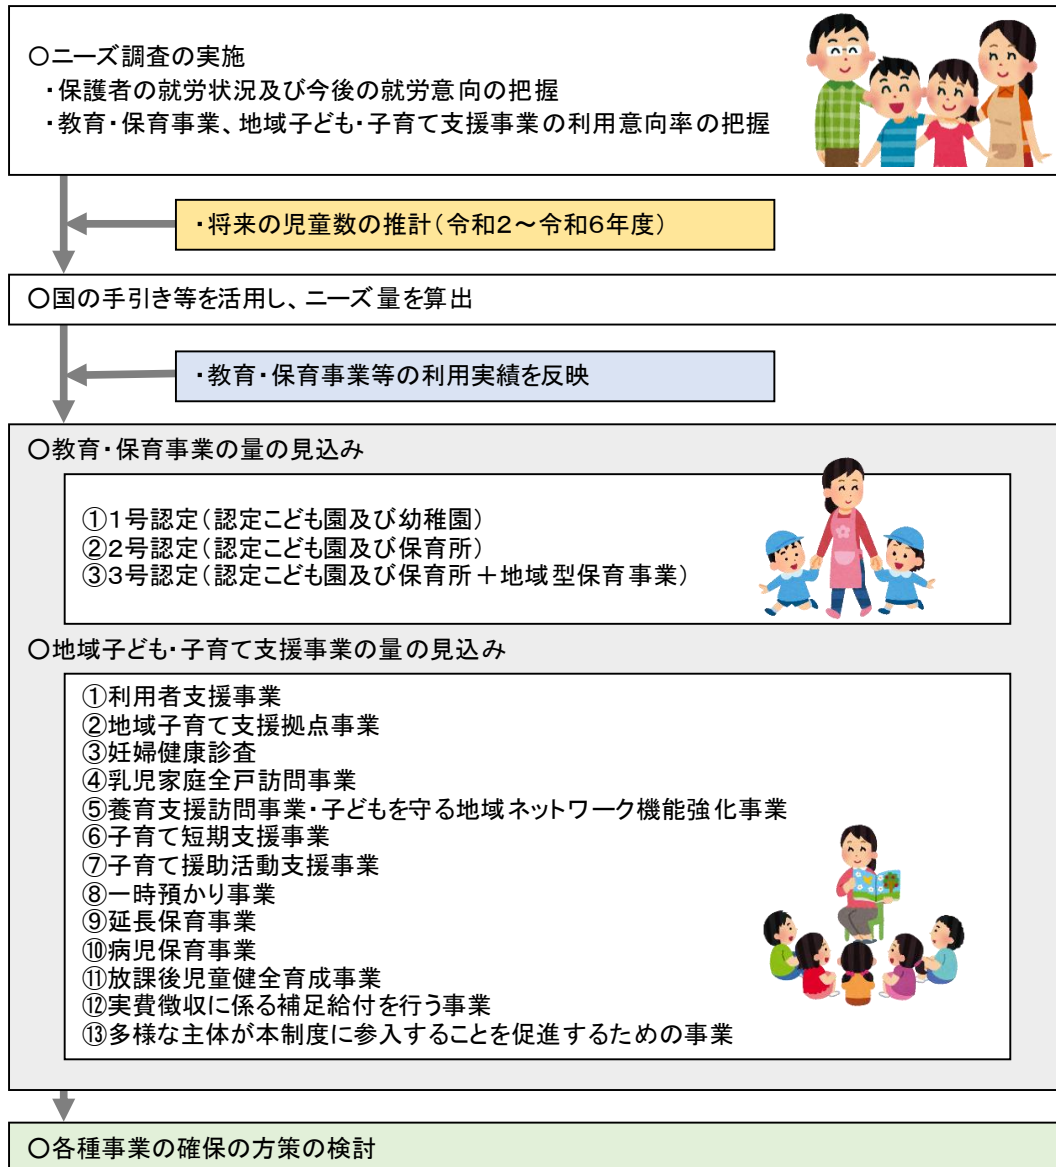 〇ニーズ調査の実施
・保護者の就労状況及び今後の就労意向の把握
・教育・保育事業、地域子ども・子育て支援事業の利用意向率の把握
・将来の児童数の推計（令和２～令和６年度）
〇国の手引き等を活用し、ニーズ量を算出
・教育・保育事業等の利用実績を反映
〇教育・保育事業の量の見込み
①１号認定（認定こども園及び幼稚園）
②２号認定（認定こども園及び保育所）
③３号認定（認定こども園及び保育所＋地域型保育事業）
〇地域子ども・子育て支援事業の量の見込み
①利用者支援事業
②地域子育て支援拠点事業
③妊婦健康診査
④乳児家庭全戸訪問事業
⑤養育支援訪問事業・子どもを守る地域ネットワーク機能強化事業
⑥子育て短期支援事業
⑦子育て援助活動支援事業
⑧一時預かり事業
⑨延長保育事業
⑩病児保育事業
⑪放課後児童健全育成事業
⑫実費徴収に係る補足給付を行う事業
⑬多様な主体が本制度に参入することを促進するための事業
〇各種事業の確保の方策の検討